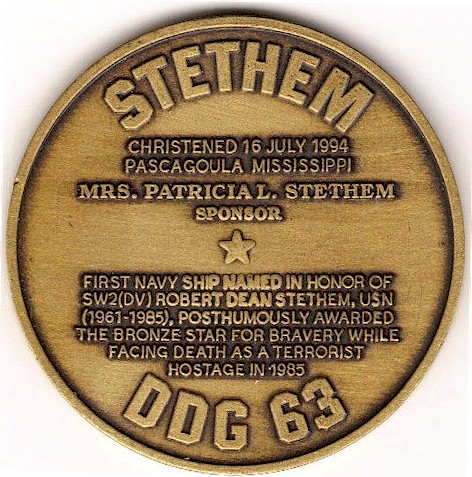 STETHEM
CHRISTENED 16 JULY 1994
PASCAGOULA MISSISSIPPI
MRS. PATRICIA L. STETHEM
SPONSOR
FIRST NAVY SHIP NAMED IN HONOR OF
SW2(DV) ROBERT DEAN STETHEM, USN
(1961-1985), POSTHUMOUSLY AWARDED
THE BRONZE STAR FOR BRAVERY WHILE
FACING DEATH AS A TERRORIST
HOSTAGE IN 1985
DDG 63